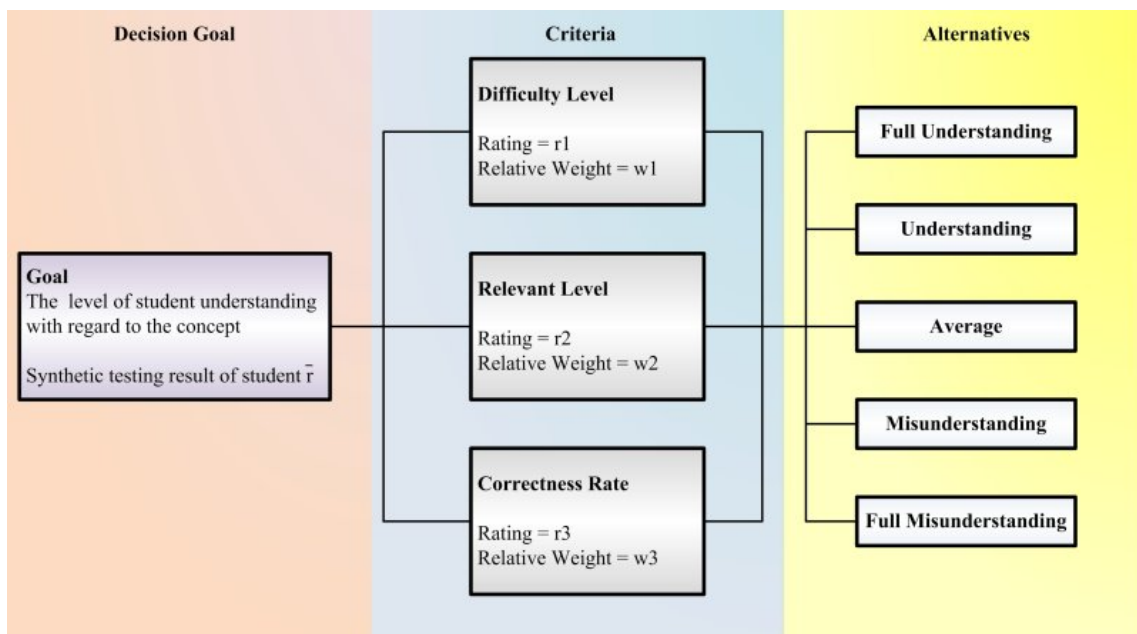 Decision Goal
Criteria
Alternatives
Goal
The level of student understanding
with regard to the concept
Synthetic testing result of student r̄
Difficulty Level
Rating = r1
Relative Weight = w1
Relevant Level
Rating = r2
Relative Weight = w2
Correctness Rate
Rating = r3
Relative Weight = w3
Full Understanding
Understanding
Average
Misunderstanding
Full Misunderstanding